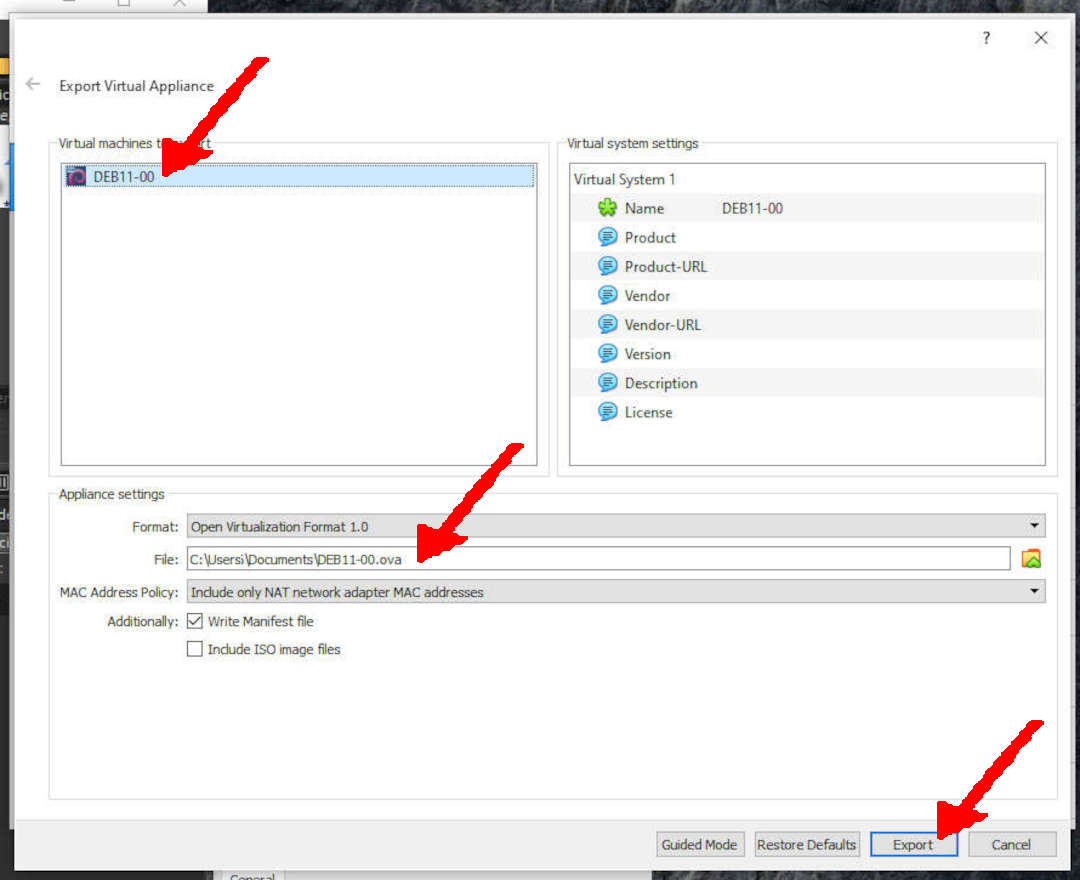 ?
Export Virtual Appliance
Virtual machines
Virtual system settings
DEB11-00
Virtual System 1
Name DEB11-00
Product
Product-URL
Vendor
Vendor-URL
Version
Description
License
Appliance settings
Format: Open Virtualization Format 1.0
File: C:\Users\Documents\DEB11-00.ova
MAC Address Policy: Include only NAT network adapter MAC addresses
Additionally: Write Manifest file
Include ISO image files
Guided Mode Restore Defaults Export Cancel
General